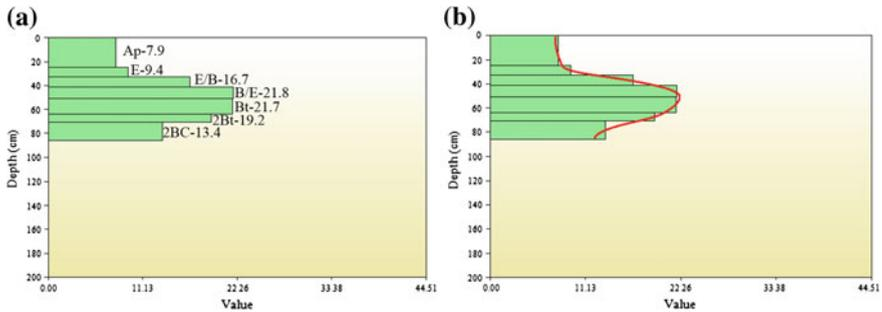 (a)
0
20
40
60
80
100
120
140
160
180
200
Depth (cm)
Ap-7.9
E-9.4
E/B-16.7
B/E-21.8
Bt-21.7
2Bt-19.2
2BC-13.4
0.00 11.13 22.26 33.38 44.51
Value
(b)
0
20
40
60
80
100
120
140
160
180
200
Depth (cm)
0.00 11.13 22.26 33.38 44.51
Value